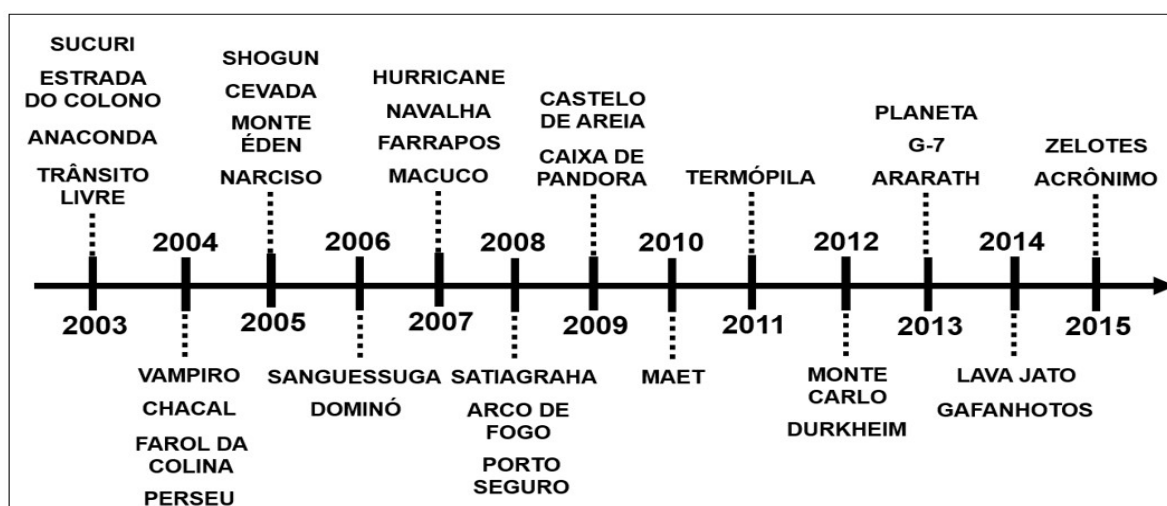 SUCURI
ESTRADA
DO COLONO
ANACONDA
TRÂNSITO
LIVRE
2003
2004
VAMPIRO
CHACAL
FAROL DA
COLINA
PERSEU
SHOGUN
CEVADA
MONTE
ÉDEN
NARCISO
2005
2006
SANGUESSUGA
DOMINÓ
HURRICANE
NAVALHA
FARRAPOS
MACUCO
2007
2008
SATIAGRAHA
ARCO DE
FOGO
PORTO
SEGURO
CASTELO
DE AREIA
CAIXA DE
PANDORA
2009
2010
MAET
TERMÓPILA
2011
2012
MONTE
CARLO
DURKHEIM
PLANETA
G-7
ARARATH
2013
2014
LAVA JATO
GAFANHOTOS
ZELOTES
ACRÔNIMO
2015